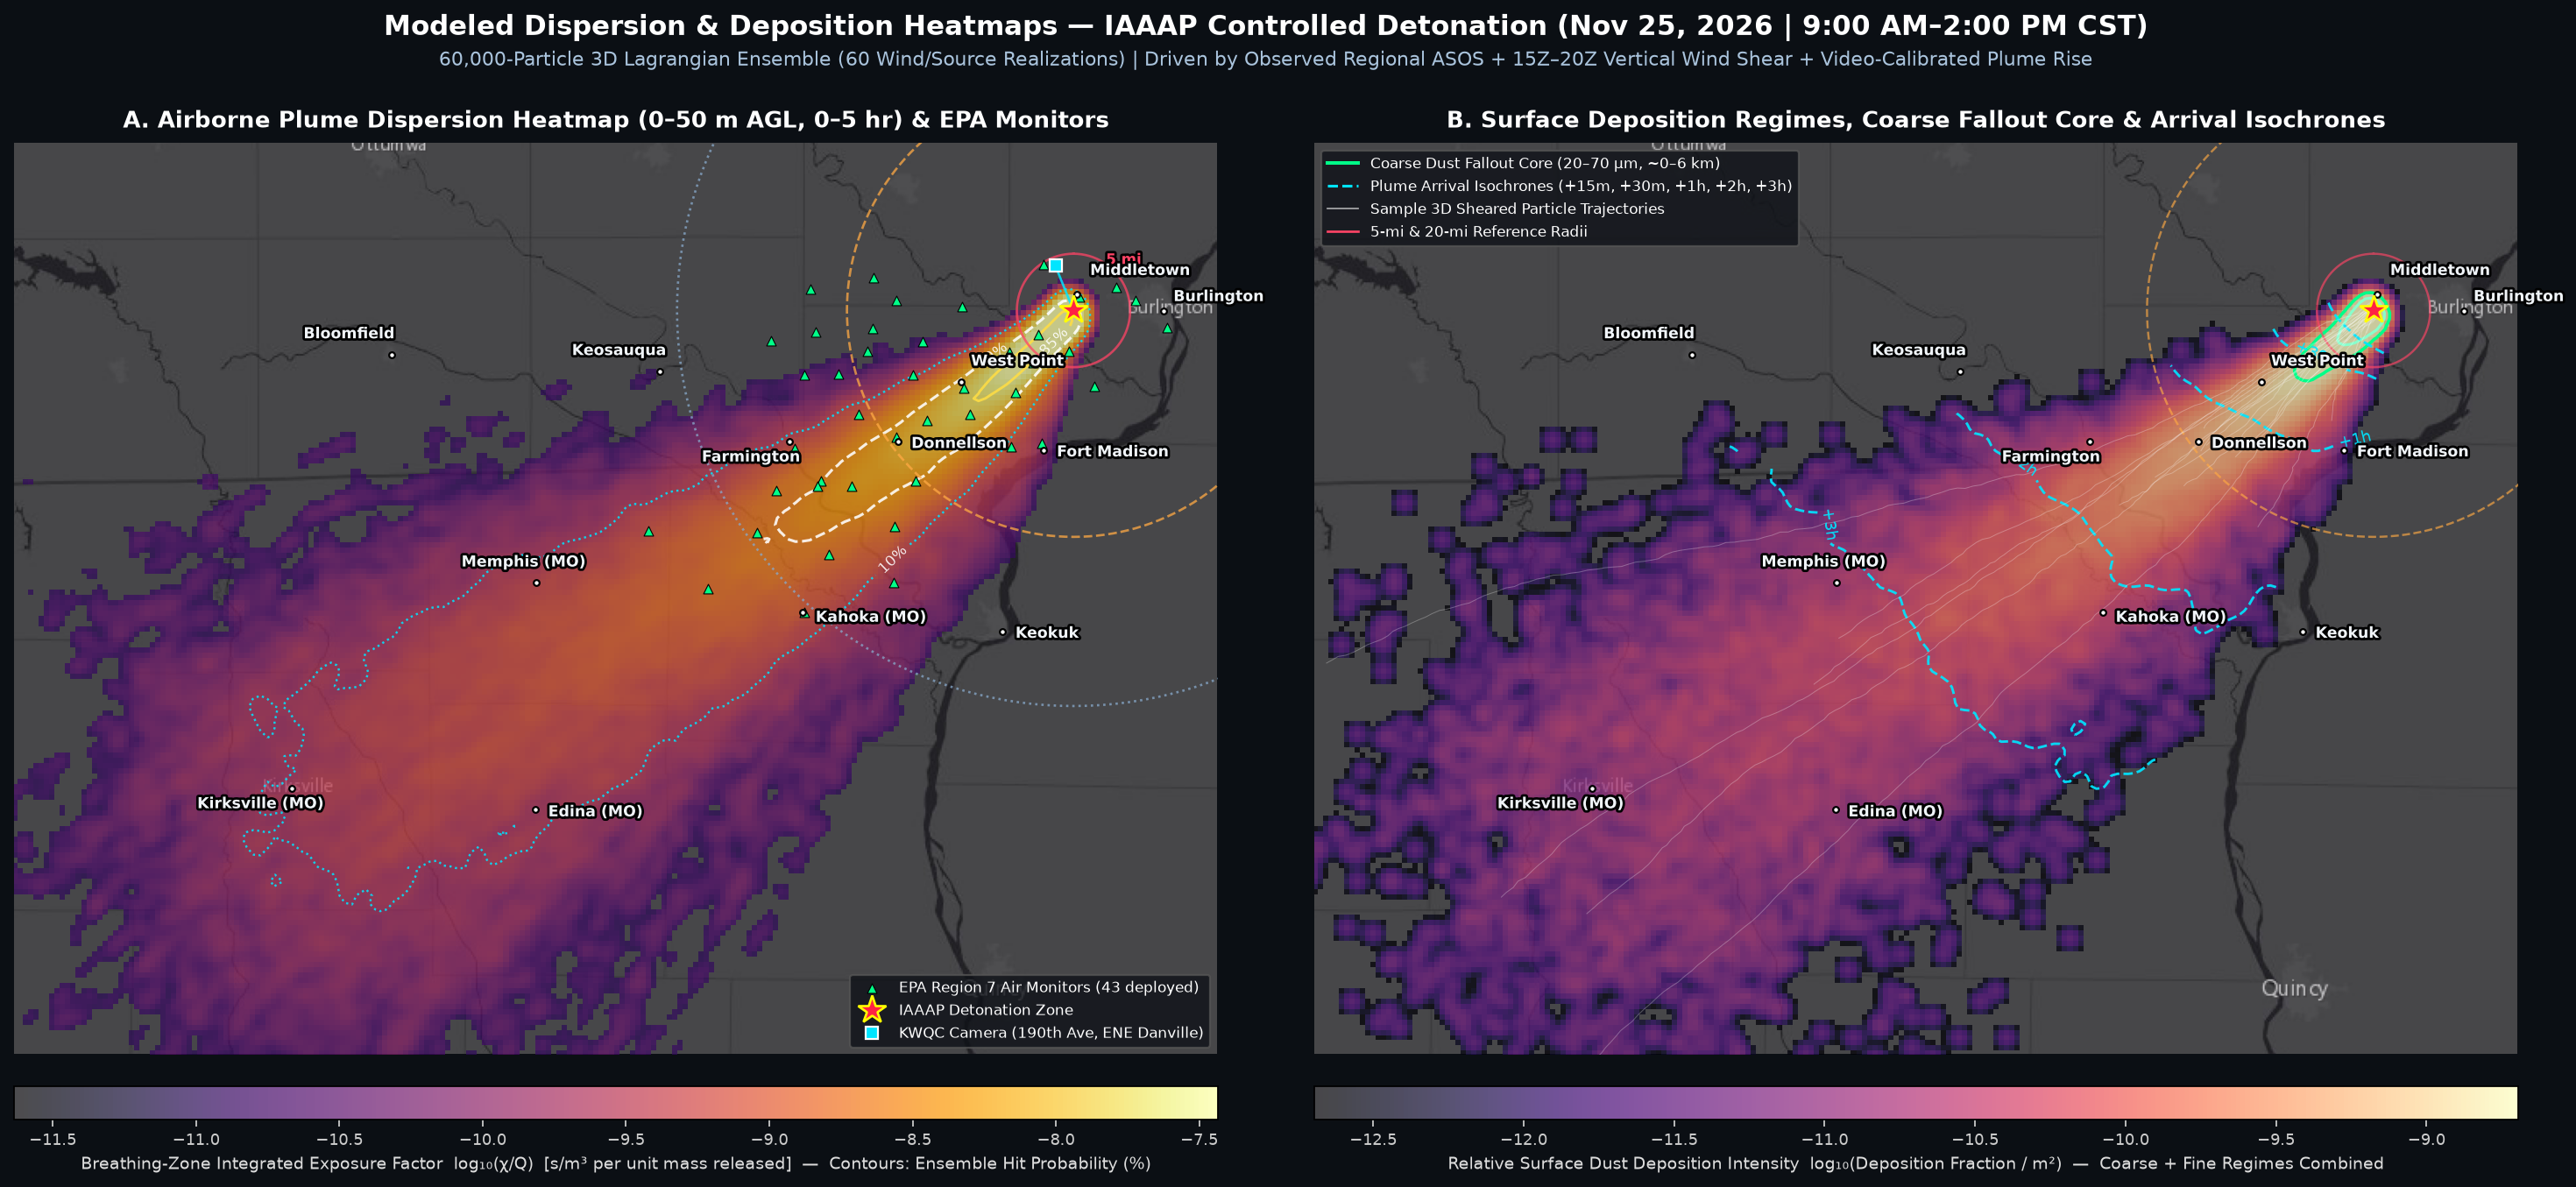 Modeled Dispersion & Deposition Heatmaps — IAAAP Controlled Detonation (Nov 25, 2026 | 9:00 AM–2:00 PM CST)
60,000-Particle 3D Lagrangian Ensemble (60 Wind/Source Realizations) | Driven by Observed Regional ASOS + 15Z–20Z Vertical Wind Shear + Video-Calibrated Plume Rise
A. Airborne Plume Dispersion Heatmap (0–50 m AGL, 0–5 hr) & EPA Monitors
Ottumwa
5 mi
Middletown
Burlington
Burlington
Bloomfield
Keosauqua
85%
West Point
Farmington
Donnellson
Fort Madison
Memphis (MO)
10%
Kahoka (MO)
Keokuk
Kirksville
Kirksville (MO)
Edina (MO)
EPA Region 7 Air Monitors (43 deployed)
IAAAP Detonation Zone
KWQC Camera (190th Ave, ENE Danville)
−11.5 −11.0 −10.5 −10.0 −9.5 −9.0 −8.5 −8.0 −7.5
Breathing-Zone Integrated Exposure Factor log₁₀(χ/Q) [s/m³ per unit mass released] — Contours: Ensemble Hit Probability (%)
B. Surface Deposition Regimes, Coarse Fallout Core & Arrival Isochrones
Ottumwa
Coarse Dust Fallout Core (20–70 μm, ~0–6 km)
Plume Arrival Isochrones (+15m, +30m, +1h, +2h, +3h)
Sample 3D Sheared Particle Trajectories
5-mi & 20-mi Reference Radii
Middletown
Burlington
Burlington
Bloomfield
Keosauqua
West Point
Farmington
Donnellson
+1h
Fort Madison
+3h
Memphis (MO)
Kahoka (MO)
Keokuk
Kirksville
Kirksville (MO)
Edina (MO)
Quincy
−12.5 −12.0 −11.5 −11.0 −10.5 −10.0 −9.5 −9.0
Relative Surface Dust Deposition Intensity log₁₀(Deposition Fraction / m²) — Coarse + Fine Regimes Combined